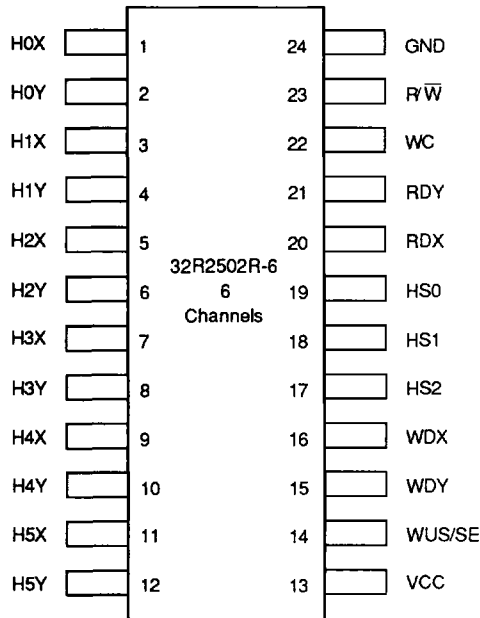 H0X 1 24 GND
H0Y 2 23 R/W̅
H1X 3 22 WC
H1Y 4 21 RDY
H2X 5 20 RDX
32R2502R-6
H2Y 6 6 19 HS0
Channels
H3X 7 18 HS1
H3Y 8 17 HS2
H4X 9 16 WDX
H4Y 10 15 WDY
H5X 11 14 WUS/SE
H5Y 12 13 VCC